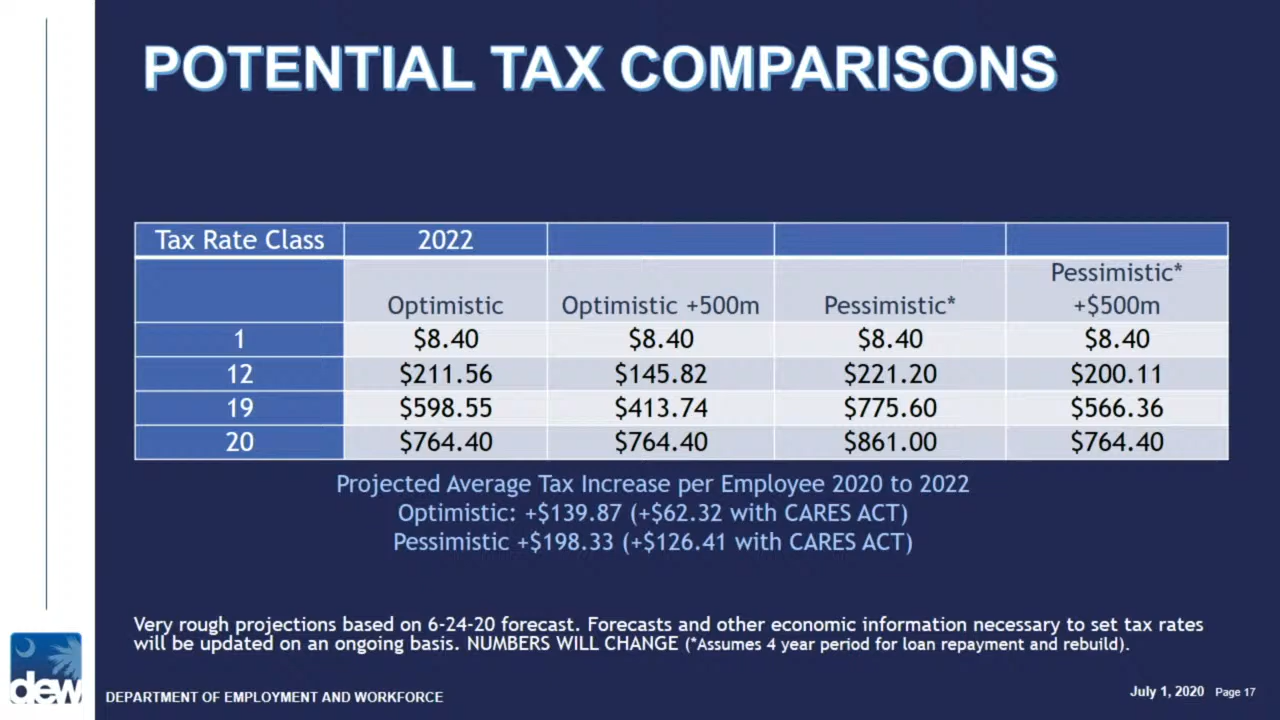 POTENTIAL TAX COMPARISONS
Tax Rate Class 2022
Optimistic Optimistic +500m Pessimistic* Pessimistic* +$500m
1 $8.40 $8.40 $8.40 $8.40
12 $211.56 $145.82 $221.20 $200.11
19 $598.55 $413.74 $775.60 $566.36
20 $764.40 $764.40 $861.00 $764.40
Projected Average Tax Increase per Employee 2020 to 2022
Optimistic: +$139.87 (+$62.32 with CARES ACT)
Pessimistic +$198.33 (+$126.41 with CARES ACT)
Very rough projections based on 6-24-20 forecast. Forecasts and other economic information necessary to set tax rates
will be updated on an ongoing basis. NUMBERS WILL CHANGE (*Assumes 4 year period for loan repayment and rebuild).
dew
DEPARTMENT OF EMPLOYMENT AND WORKFORCE
July 1, 2020 Page 17